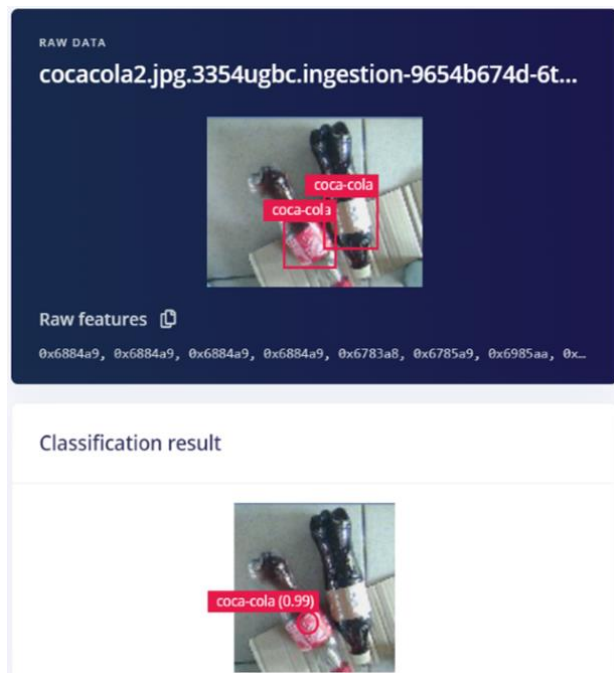 RAW DATA
cocacola2.jpg.3354ugbc.ingestion-9654b674d-6t...
coca-cola
coca-cola
Raw features
0x6884a9, 0x6884a9, 0x6884a9, 0x6884a9, 0x6783a8, 0x6785a9, 0x6985aa, 0x…
Classification result
coca-cola (0.99)